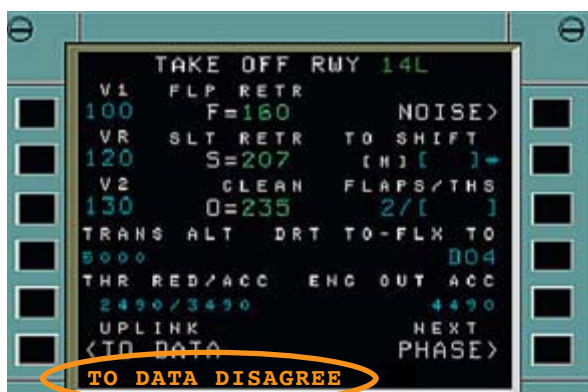 TAKE OFF RWY 14L
V1 FLP RETR
100 F=160 NOISE>
VR SLT RETR TO SHIFT
120 S=207 [M] [ ]*
V2 CLEAN FLAPS/THS
130 O=235 2/[ ]
TRANS ALT DRT TO-FLX TO
5000 D04
THR RED/ACC ENG OUT ACC
2490/3490 4490
UPLINK NEXT
<TO DATA PHASE>
TO DATA DISAGREE